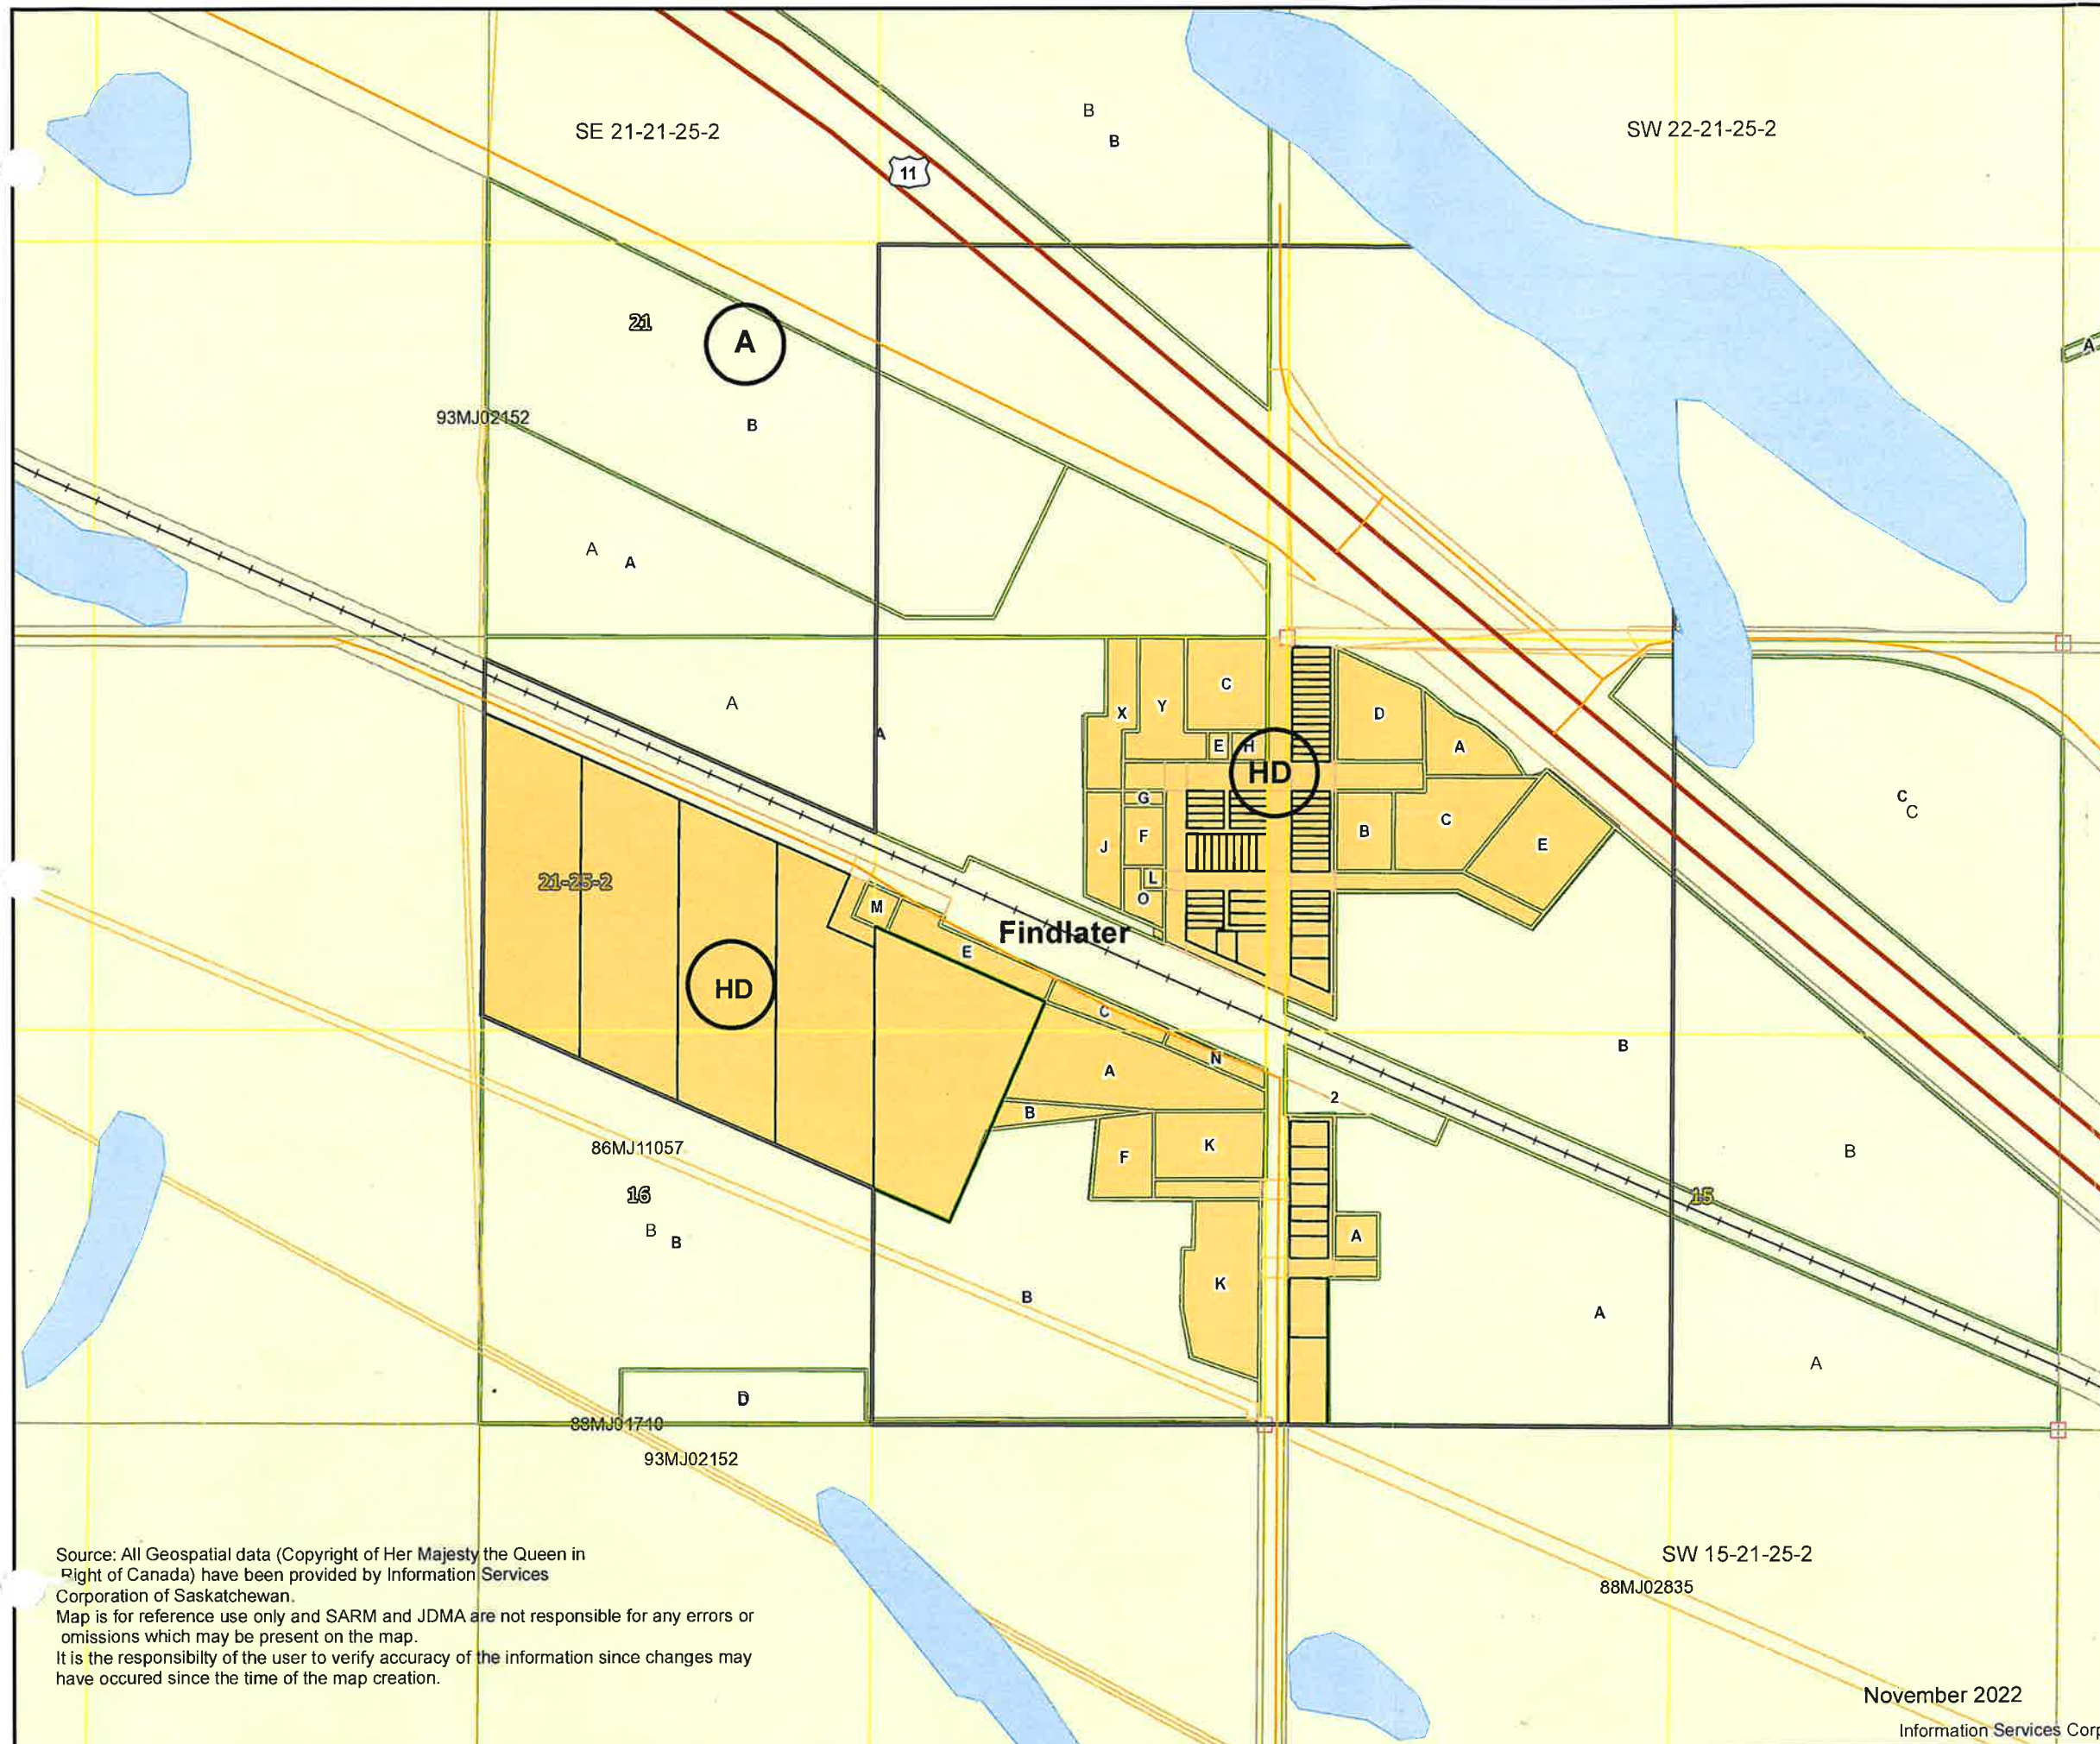 B
SE 21-21-25-2
B
SW 22-21-25-2
11
21
A
A
93MJ02152
B
A
A
A
A
X
Y
C
D
E
H
A
HD
C
C
G
F
J
B
C
E
L
O
21-25-2
M
Findlater
E
HD
C
N
A
B
2
B
86MJ11057
F
K
B
16
15
B
B
A
K
B
A
A
D
88MJ01710
93MJ02152
Source: All Geospatial data (Copyright of Her Majesty the Queen in
Right of Canada) have been provided by Information Services
Corporation of Saskatchewan.
Map is for reference use only and SARM and JDMA are not responsible for any errors or
omissions which may be present on the map.
It is the responsibilty of the user to verify accuracy of the information since changes may
have occured since the time of the map creation.
SW 15-21-25-2
88MJ02835
November 2022
Information Services Corp